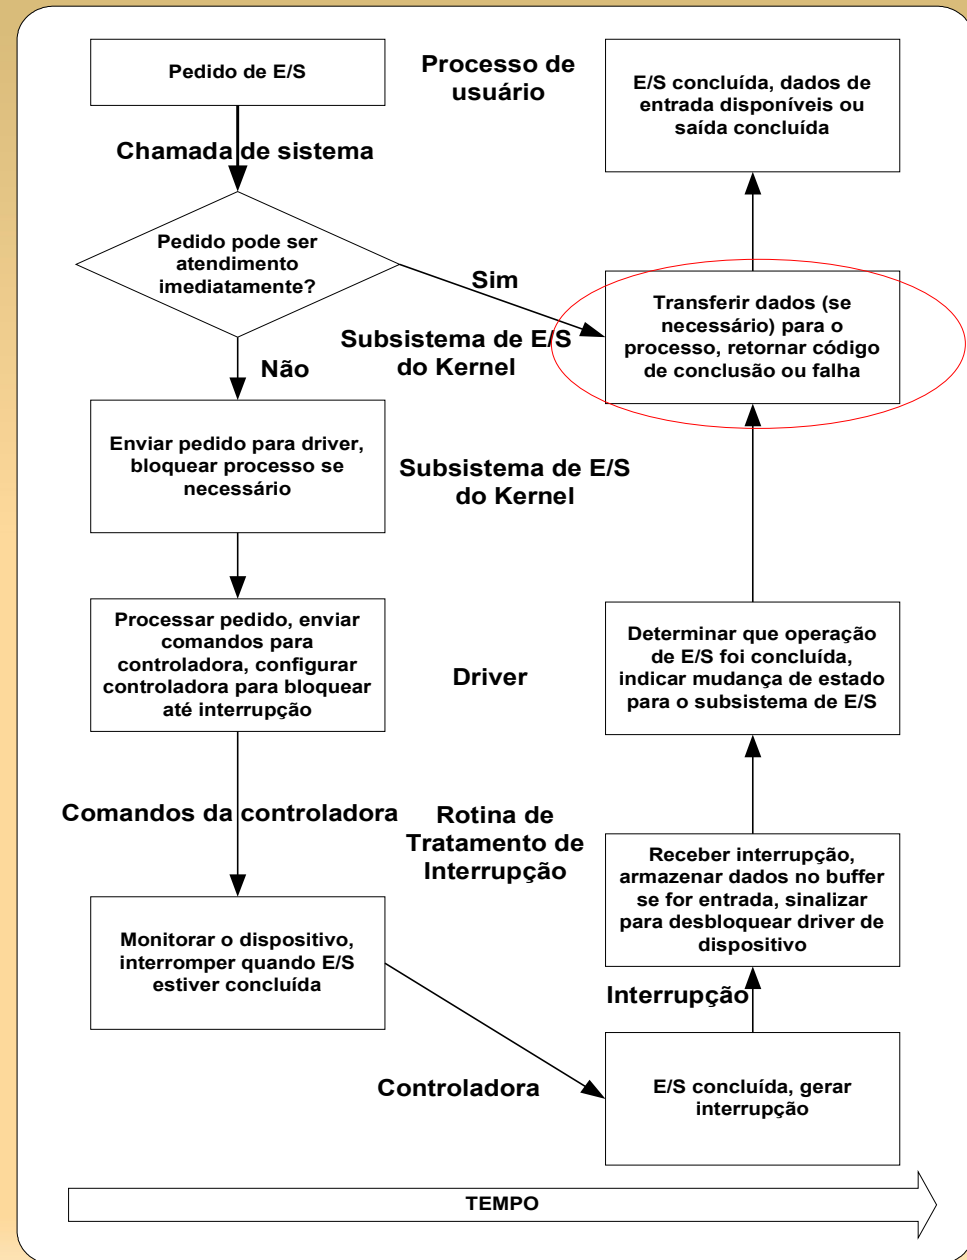 Pedido de E/S
Processo de
usuário
E/S concluída, dados de
entrada disponíveis ou
saída concluída
Chamada de sistema
Pedido pode ser
atendimento
imediatamente?
Sim
Transferir dados (se
necessário) para o
processo, retornar código
de conclusão ou falha
Subsistema de E/S
do Kernel
Não
Enviar pedido para driver,
bloquear processo se
necessário
Subsistema de E/S
do Kernel
Processar pedido, enviar
comandos para
controladora, configurar
controladora para bloquear
até interrupção
Driver
Determinar que operação
de E/S foi concluída,
indicar mudança de estado
para o subsistema de E/S
Comandos da controladora
Rotina de
Tratamento de
Interrupção
Receber interrupção,
armazenar dados no buffer
se for entrada, sinalizar
para desbloquear driver de
dispositivo
Monitorar o dispositivo,
interromper quando E/S
estiver concluída
Interrupção
Controladora
E/S concluída, gerar
interrupção
TEMPO